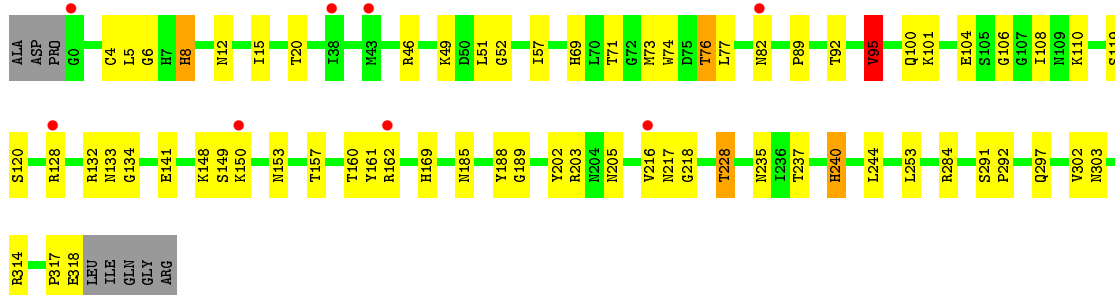 ALA ASP PRO G0 C4 L5 G6 H7 H8 N12 I15 T20 I38 M43 R46 K49 D50 L51 G52 I57 H69 L70 T71 G72 M73 W74 D75 T76 L77 N82 P89 T92 V95 Q100 K101 E104 S105 G106 G107 I108 N109 K110 S119
S120 R128 R132 N133 G134 E141 K148 S149 K150 N153 T157 T160 Y161 R162 H169 N185 Y188 G189 Y202 R203 N204 N205 V216 N217 G218 T228 N235 I236 T237 H240 L244 L253 R284 S291 P292 Q297 V302 N303
R314 P317 E318 LEU ILE GLN GLY ARG